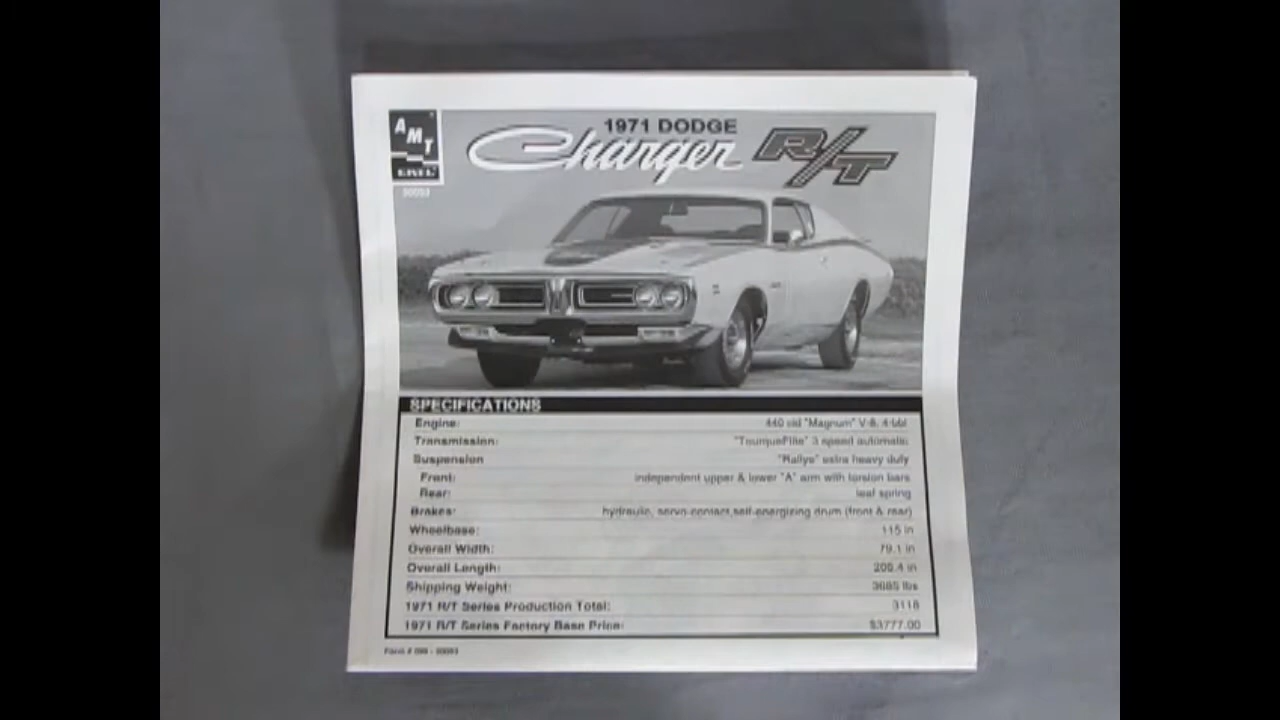 AMT
ERTL
1971 DODGE
Charger R/T
SPECIFICATIONS
Engine: 440 cid "Magnum" V-8, 4-bbl
Transmission: "TourqueFlite" 3 speed automatic
Suspension "Rallye" extra heavy duty
Front: independent upper & lower "A" arm with torsion bars
Rear: leaf spring
Brakes: hydraulic, servo-contact,self-energizing drum (front & rear)
Wheelbase: 115 in
Overall Width: 79.1 in
Overall Length: in
Shipping Weight: 3685 lbs
1971 R/T Series Production Total: 3118
1971 R/T Series Factory Base Price: $3777.00
Form #